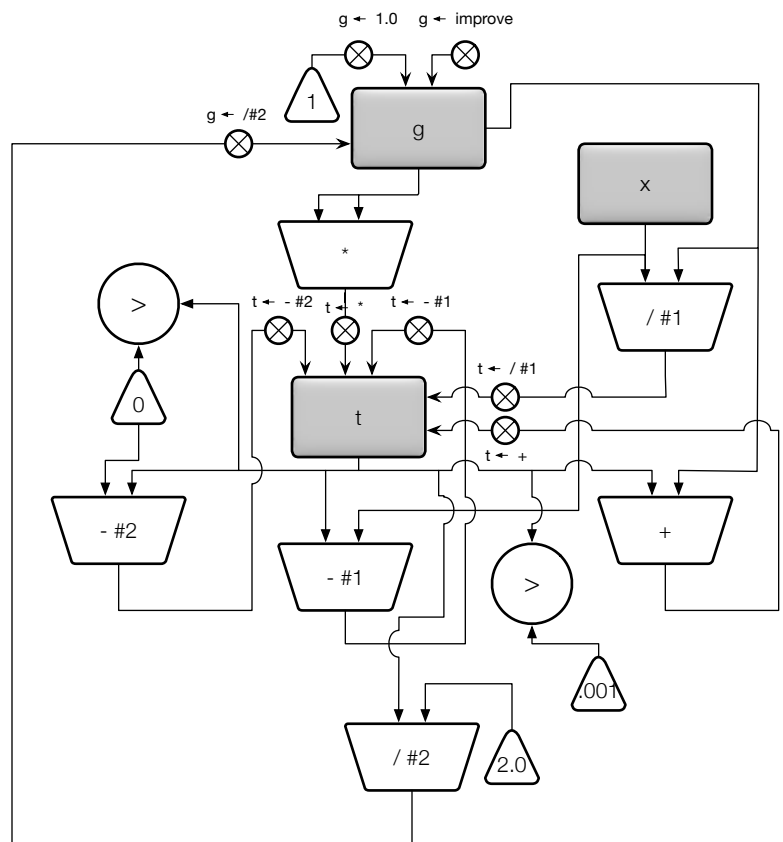 g ← 1.0 g ← improve
1
g ← /#2
g
x
*
t ← - #2 t ← * t ← - #1
>
/ #1
t ← / #1
0
t
t ← +
- #2
+
- #1
>
.001
/ #2
2.0